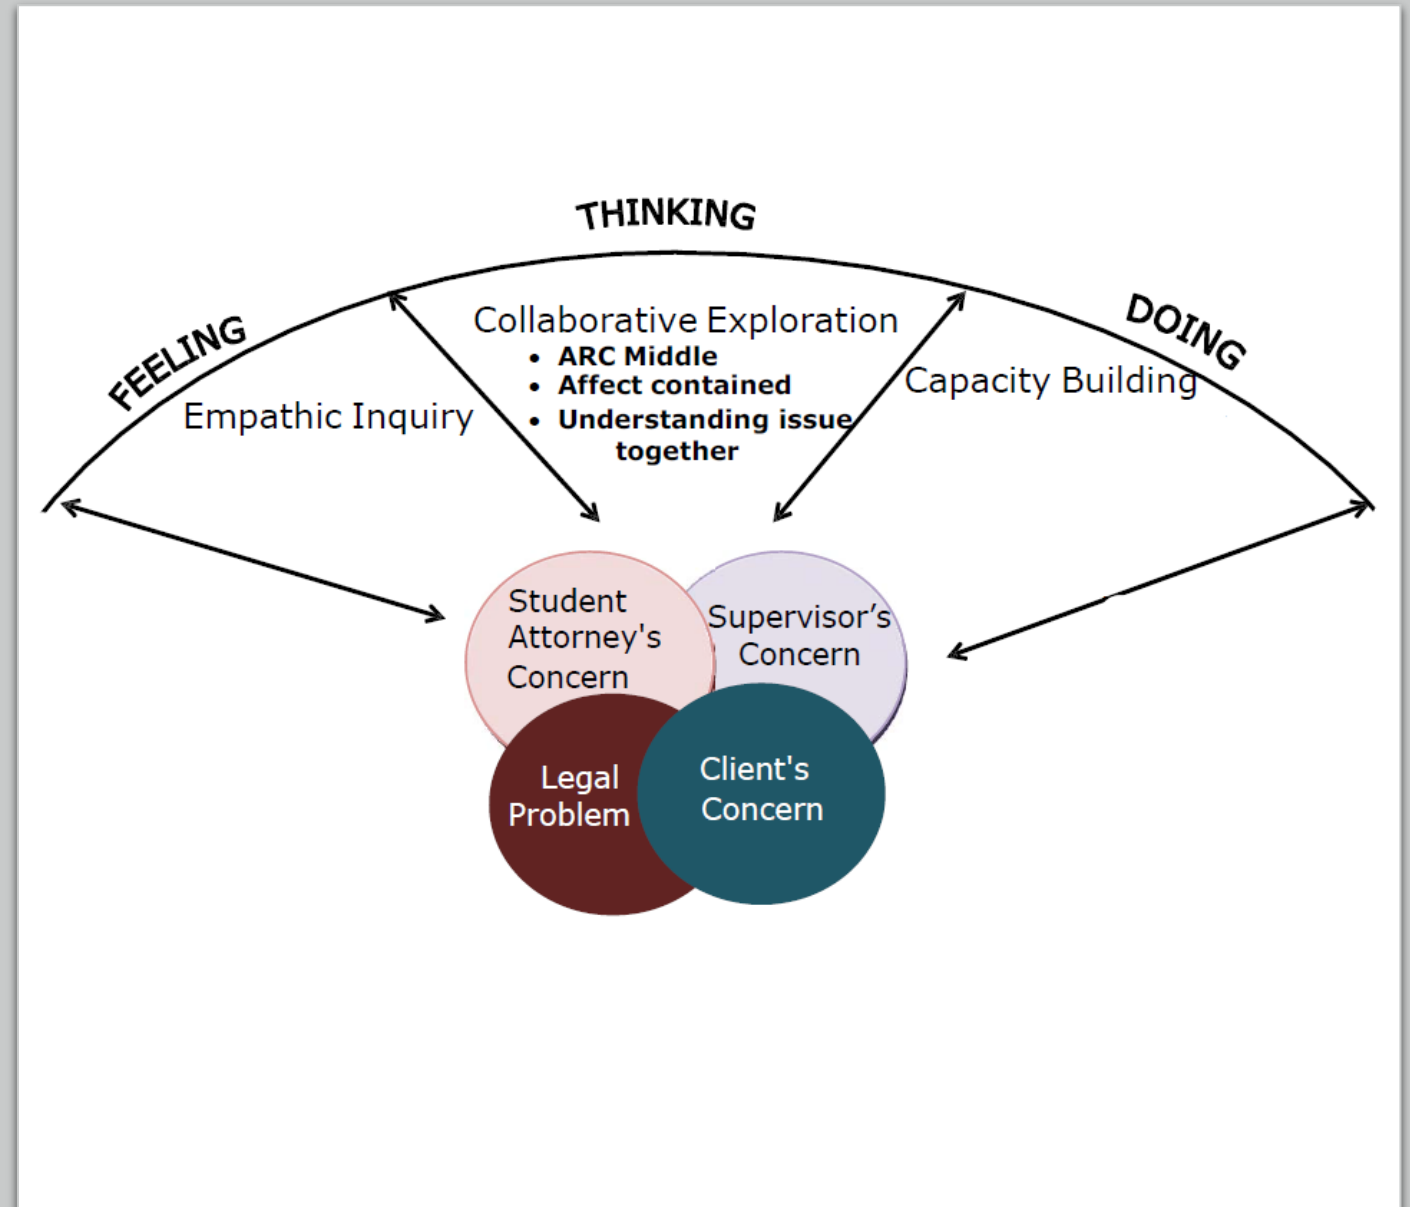 THINKING
FEELING
DOING
Collaborative Exploration
• ARC Middle
• Affect contained
• Understanding issue
together
Empathic Inquiry
Capacity Building
Student
Attorney's
Concern
Supervisor’s
Concern
Legal
Problem
Client's
Concern